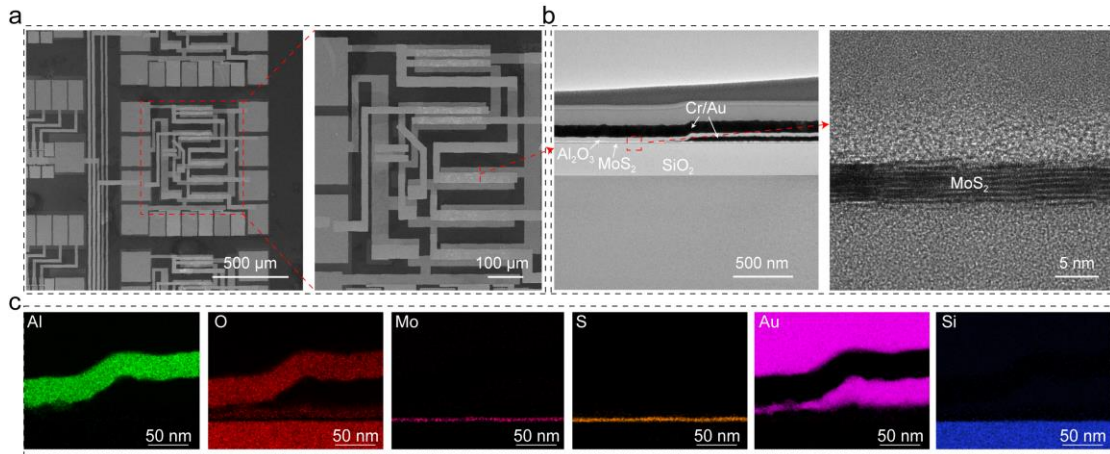 a
500 μm
100 μm
b
Cr/Au
Al₂O₃
MoS₂
SiO₂
500 nm
MoS₂
5 nm
c
Al
50 nm
O
50 nm
Mo
50 nm
S
50 nm
Au
50 nm
Si
50 nm